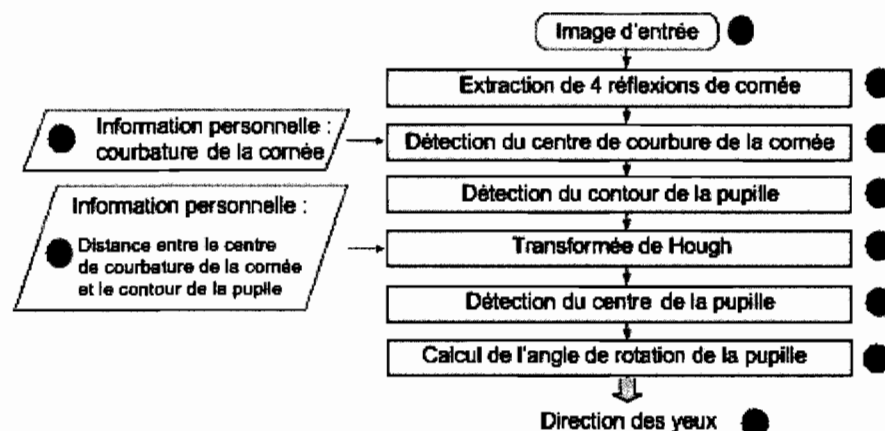 Image d'entrée
Extraction de 4 réflexions de cornée
Information personnelle :
courbature de la cornée
Détection du centre de courbure de la cornée
Détection du contour de la pupille
Information personnelle :
Distance entre le centre
de courbature de la cornée
et le contour de la pupile
Transformée de Hough
Détection du centre de la pupille
Calcul de l'angle de rotation de la pupille
Direction des yeux